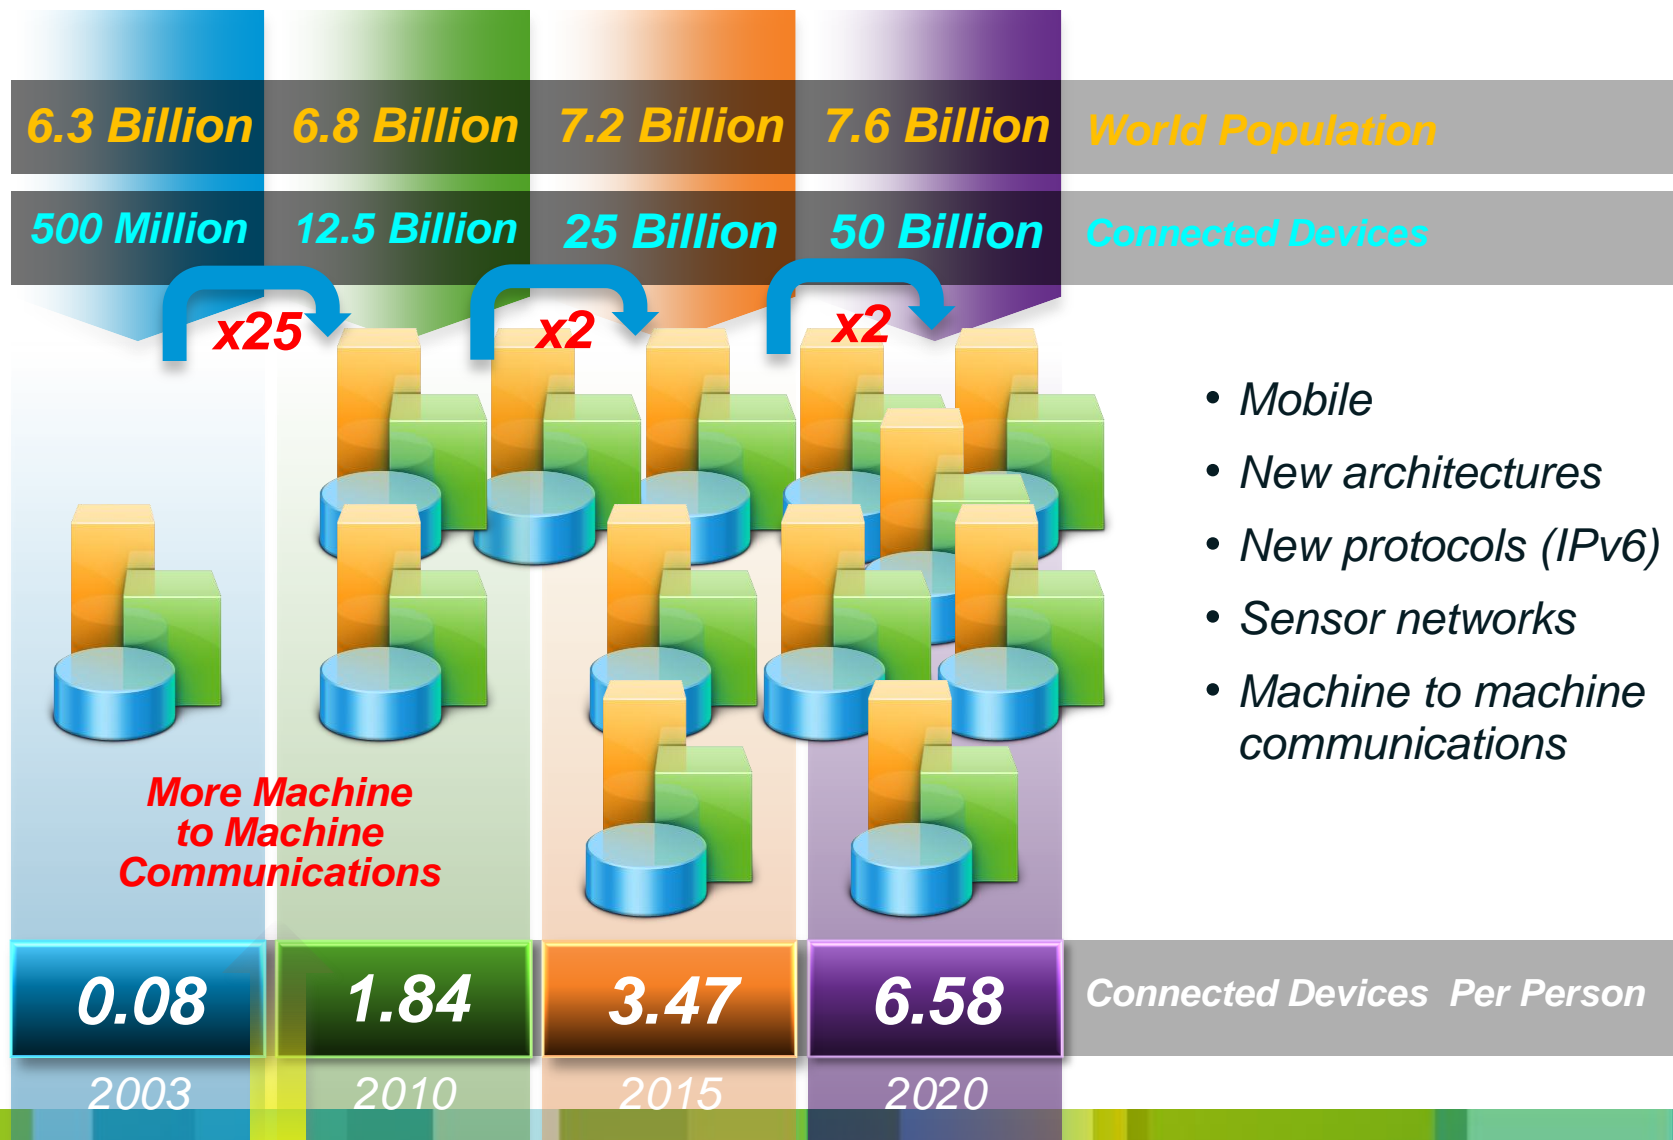 6.3 Billion 6.8 Billion 7.2 Billion 7.6 Billion World Population
500 Million 12.5 Billion 25 Billion 50 Billion Connected Devices
x25 x2 x2
• Mobile
• New architectures
• New protocols (IPv6)
• Sensor networks
• Machine to machine
communications
More Machine
to Machine
Communications
0.08 1.84 3.47 6.58 Connected Devices Per Person
2003 2010 2015 2020